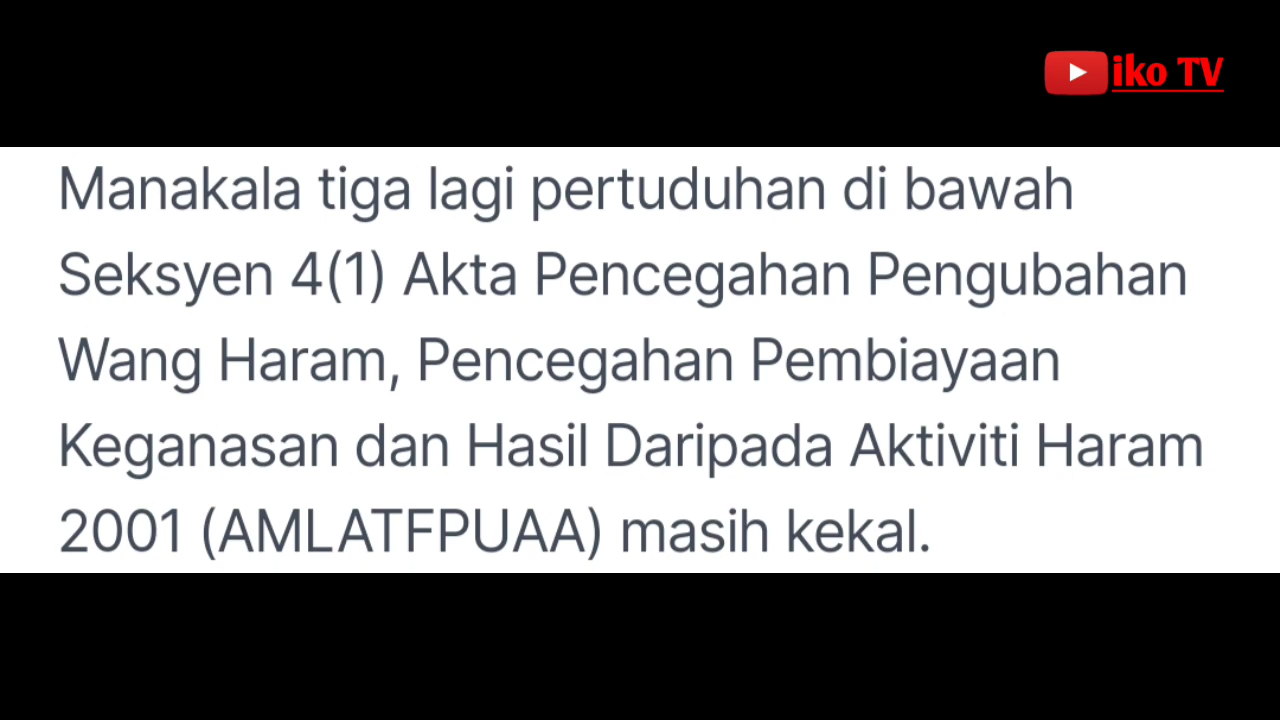 iko TV
Manakala tiga lagi pertuduhan di bawah
Seksyen 4(1) Akta Pencegahan Pengubahan
Wang Haram, Pencegahan Pembiayaan
Keganasan dan Hasil Daripada Aktiviti Haram
2001 (AMLATFPUAA) masih kekal.